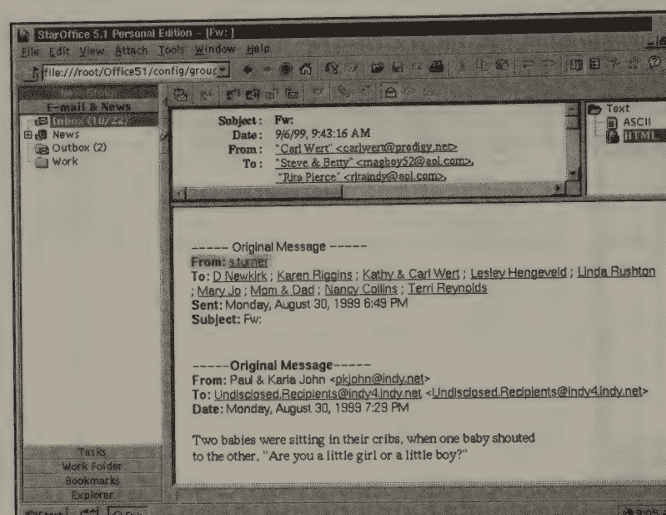 StarOffice 5.1 Personal Edition - [Fw: ]
File Edit View Attach Tools Window Help
file:///root/Office51/config/group
E-mail & News
Inbox (10/22)
News
Outbox (2)
Work
Tasks
Work Folder
Bookmarks
Explorer
Subject: Fw:
Date: 9/6/99, 9:43:16 AM
From: "Carl Wert" <carlwert@prodigy.net>
To: "Steve & Betty" <magboy52@aol.com>,
"Rita Pierce" <ritaindy@aol.com>,
Text
ASCII
HTML
----- Original Message -----
From: s.turner
To: D Newkirk ; Karen Riggins ; Kathy & Carl Wert ; Lesley Hengeveld ; Linda Rushton
; Mary Jo ; Mom & Dad ; Nancy Collins ; Terri Reynolds
Sent: Monday, August 30, 1999 6:49 PM
Subject: Fw:
-----Original Message-----
From: Paul & Karla John <pkjohn@indy.net>
To: Undisclosed.Recipients@indy4.indy.net <Undisclosed.Recipients@indy4.indy.net>
Date: Monday, August 30, 1999 7:29 PM
Two babies were sitting in their cribs, when one baby shouted
to the other, "Are you a little girl or a little boy?"